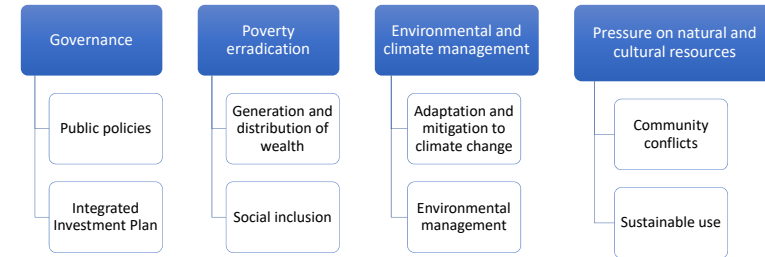 Governance
Public policies
Integrated
Investment Plan
Poverty
erradication
Generation and
distribution of
wealth
Social inclusion
Environmental and
climate management
Adaptation and
mitigation to
climate change
Environmental
management
Pressure on natural and
cultural resources
Community
conflicts
Sustainable use